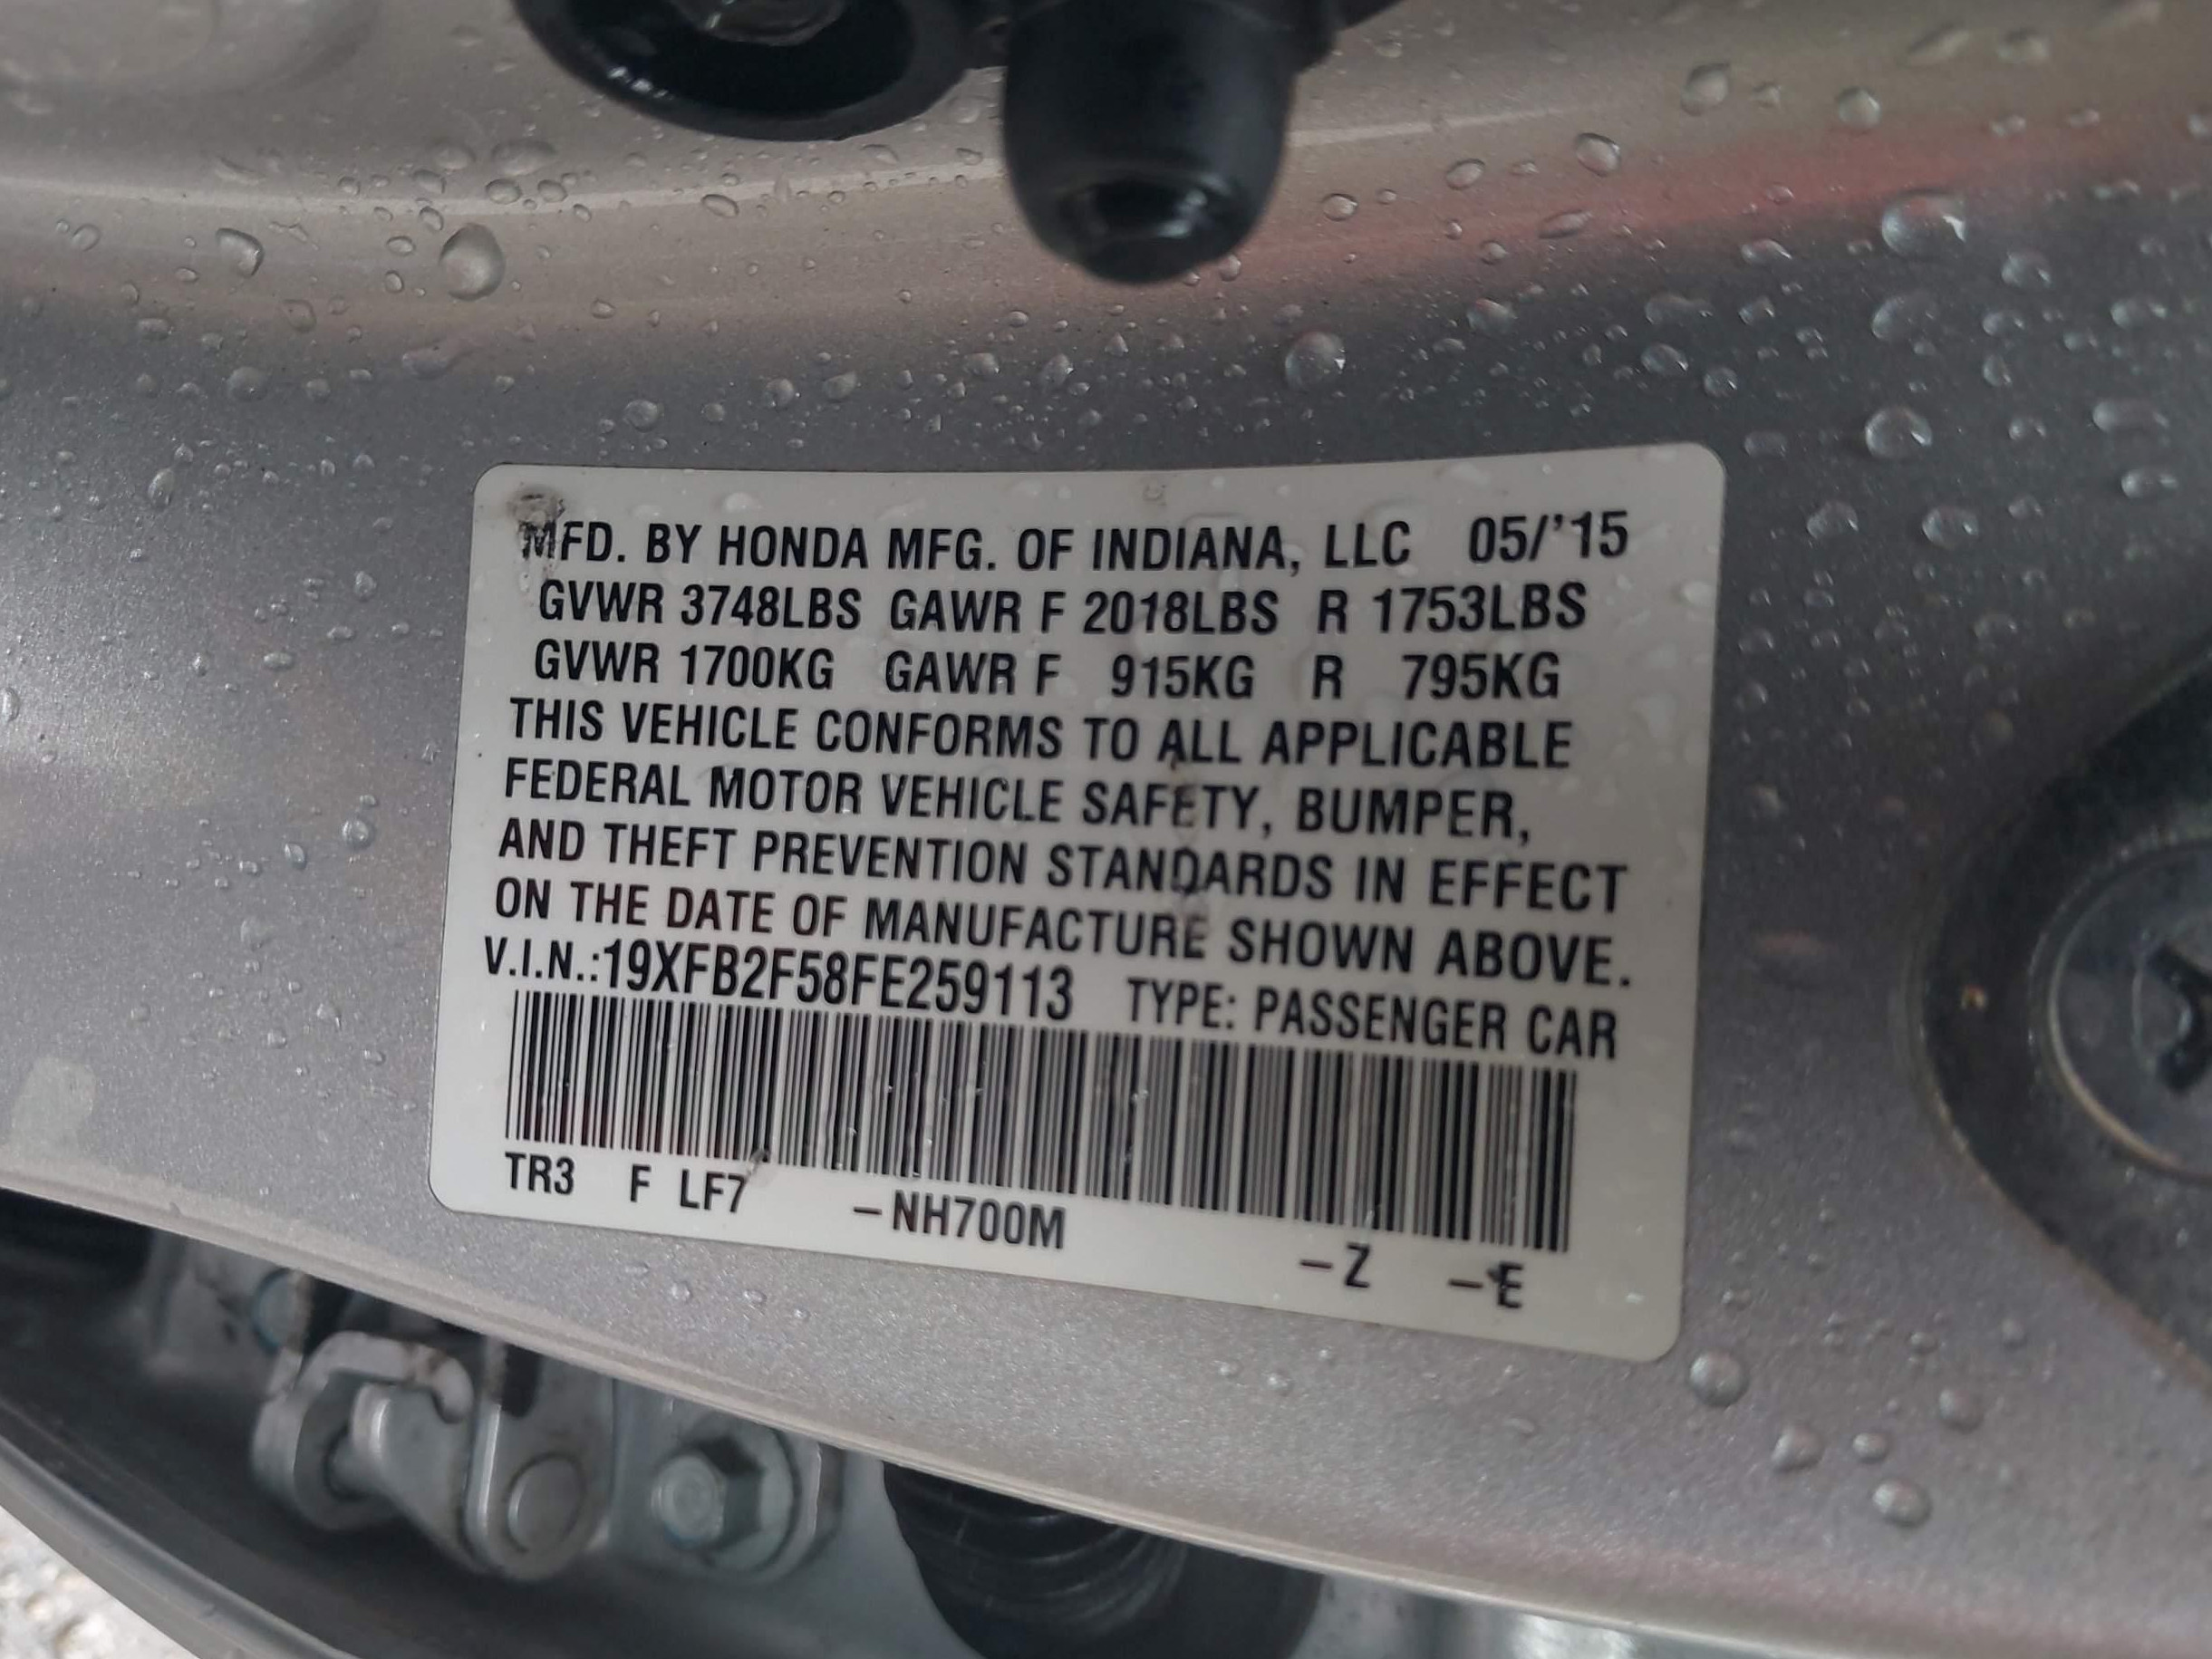 MFD. BY HONDA MFG. OF INDIANA, LLC 05/'15
GVWR 3748LBS GAWR F 2018LBS R 1753LBS
GVWR 1700KG GAWR F 915KG R 795KG
THIS VEHICLE CONFORMS TO ALL APPLICABLE
FEDERAL MOTOR VEHICLE SAFETY, BUMPER,
AND THEFT PREVENTION STANDARDS IN EFFECT
ON THE DATE OF MANUFACTURE SHOWN ABOVE.
V.I.N.:19XFB2F58FE259113 TYPE: PASSENGER CAR
TR3 F LF7 -NH700M -Z -E